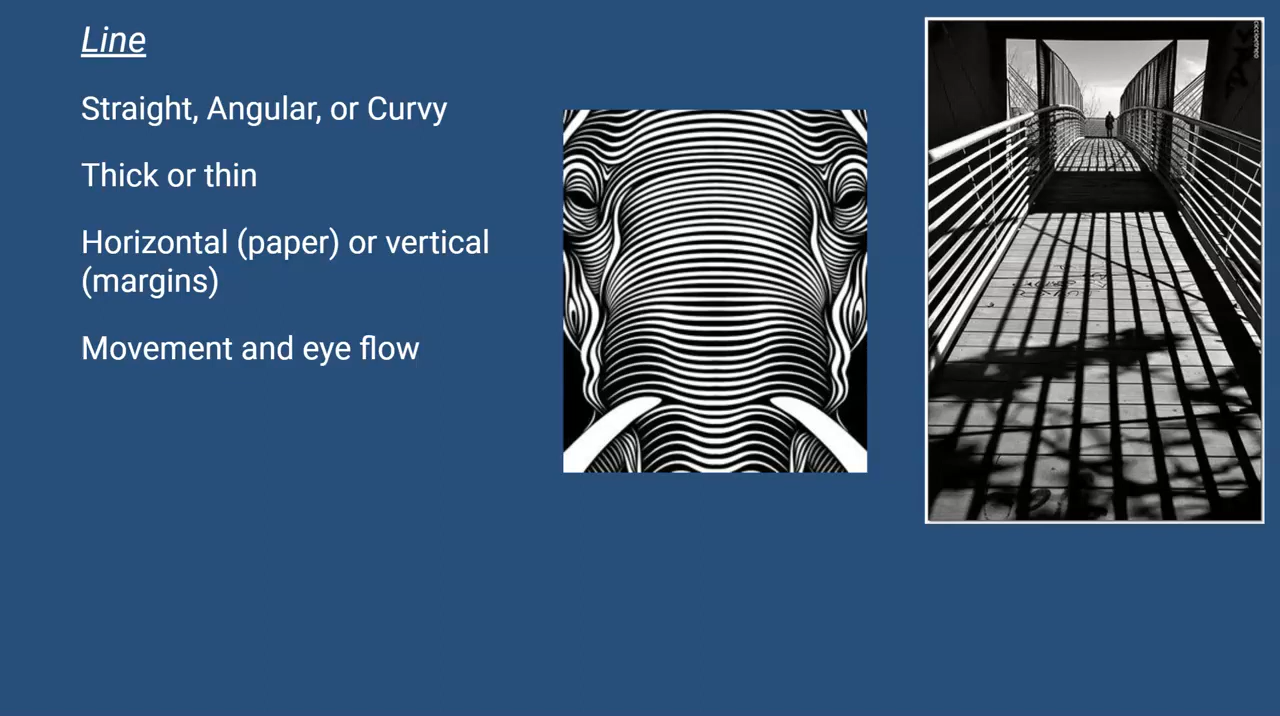 Line
Straight, Angular, or Curvy
Thick or thin
Horizontal (paper) or vertical
(margins)
Movement and eye flow